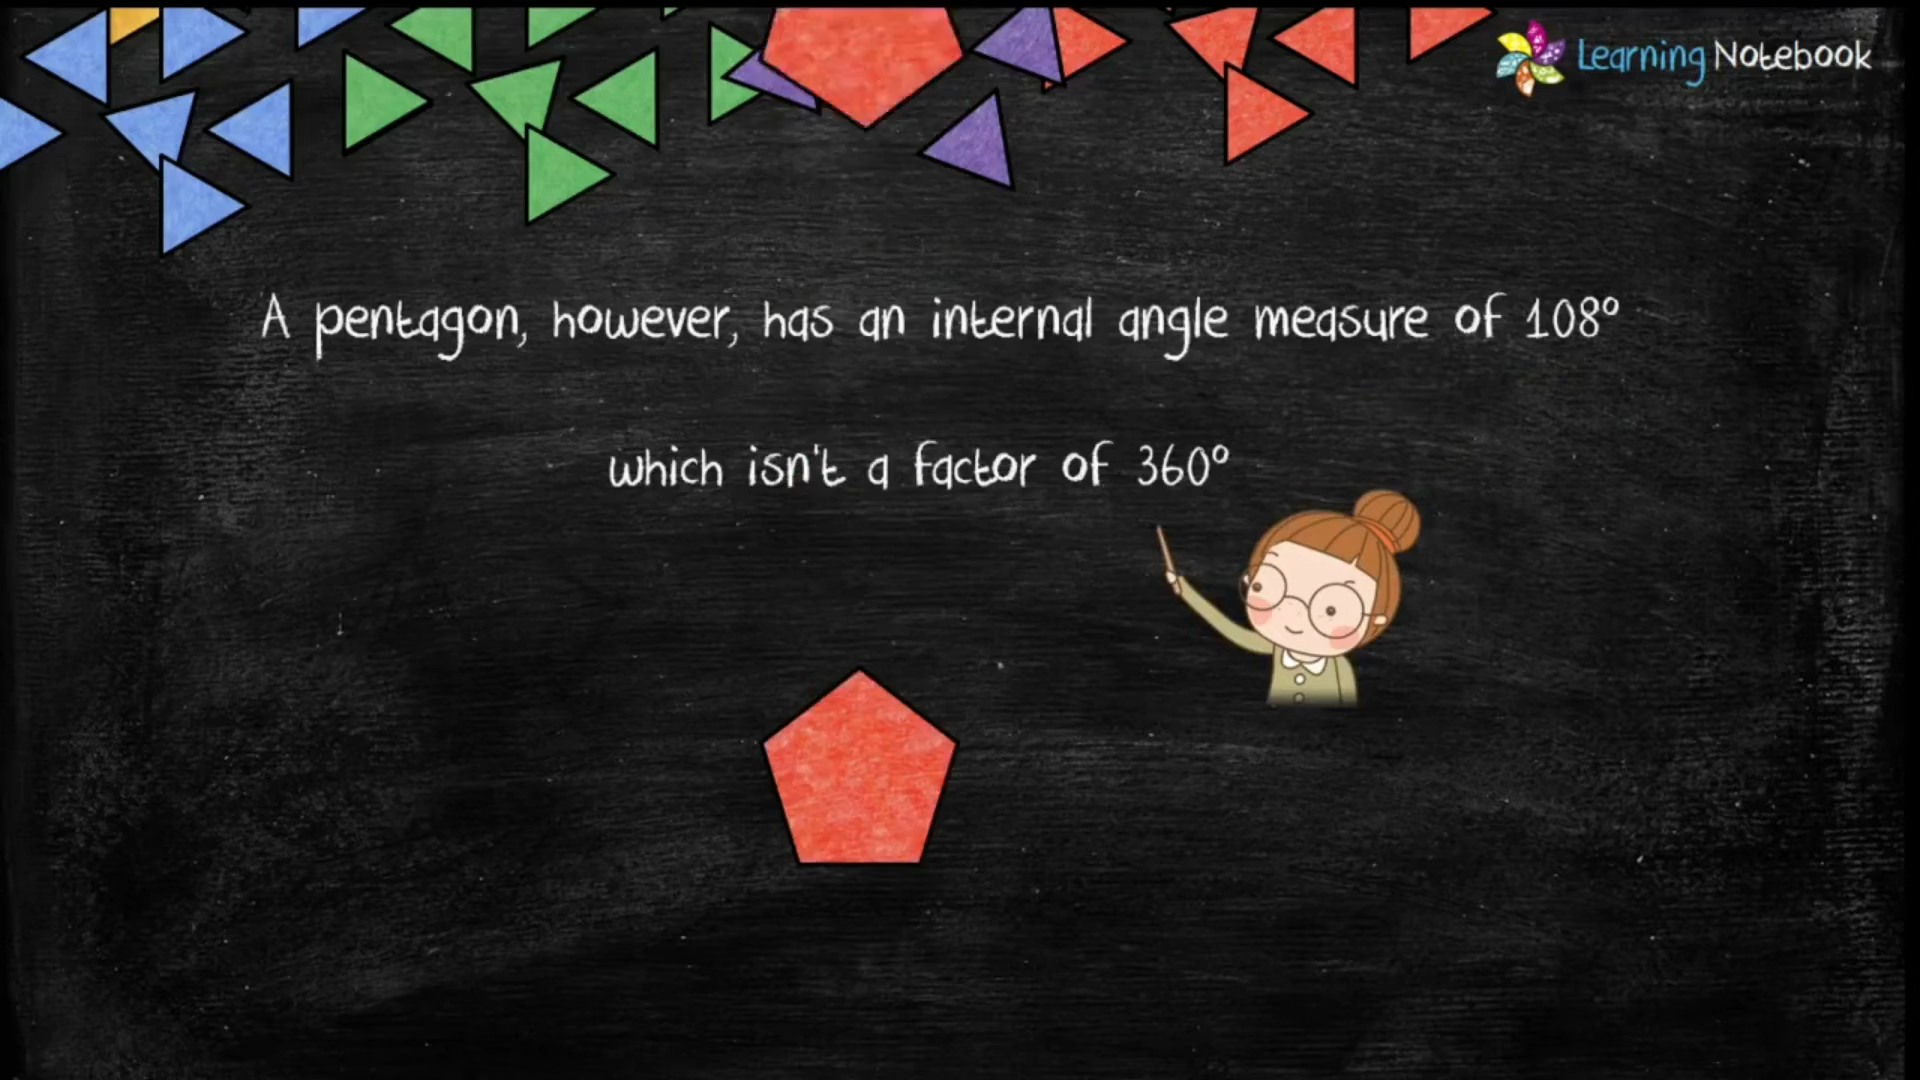 Learning Notebook
A pentagon, however, has an internal angle measure of 108°
which isn't a factor of 360°